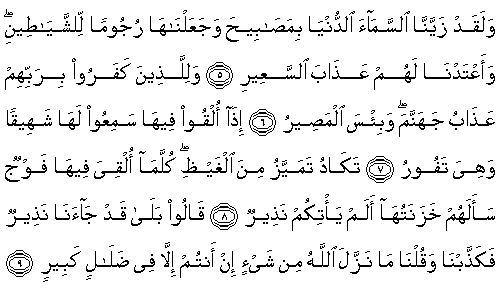 وَلَقَدْ زَيَّنَّا ٱلسَّمَآءَ ٱلدُّنْيَا بِمَصَـٰبِيحَ وَجَعَلْنَـٰهَا رُجُومًا لِّلشَّيَـٰطِينِ ۖ
وَأَعْتَدْنَا لَهُمْ عَذَابَ ٱلسَّعِيرِ ۝٥ وَلِلَّذِينَ كَفَرُوا۟ بِرَبِّهِمْ
عَذَابُ جَهَنَّمَ ۖ وَبِئْسَ ٱلْمَصِيرُ ۝٦ إِذَآ أُلْقُوا۟ فِيهَا سَمِعُوا۟ لَهَا شَهِيقًا
وَهِىَ تَفُورُ ۝٧ تَكَادُ تَمَيَّزُ مِنَ ٱلْغَيْظِ ۖ كُلَّمَآ أُلْقِىَ فِيهَا فَوْجٌ
سَأَلَهُمْ خَزَنَتُهَآ أَلَمْ يَأْتِكُمْ نَذِيرٌ ۝٨ قَالُوا۟ بَلَىٰ قَدْ جَآءَنَا نَذِيرٌ
فَكَذَّبْنَا وَقُلْنَا مَا نَزَّلَ ٱللَّهُ مِن شَىْءٍ إِنْ أَنتُمْ إِلَّا فِى ضَلَـٰلٍ كَبِيرٍ ۝٩